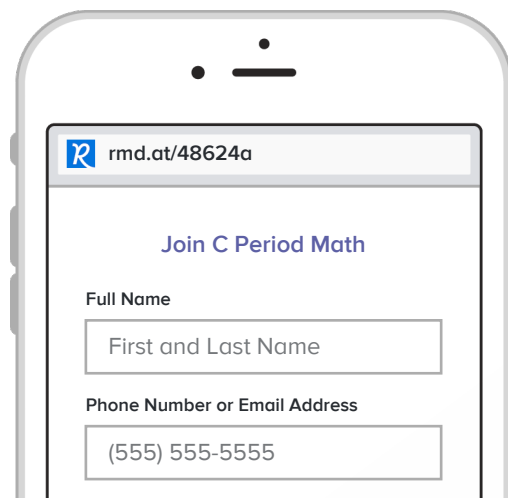 R rmd.at/48624a
Join C Period Math
Full Name
First and Last Name
Phone Number or Email Address
(555) 555-5555